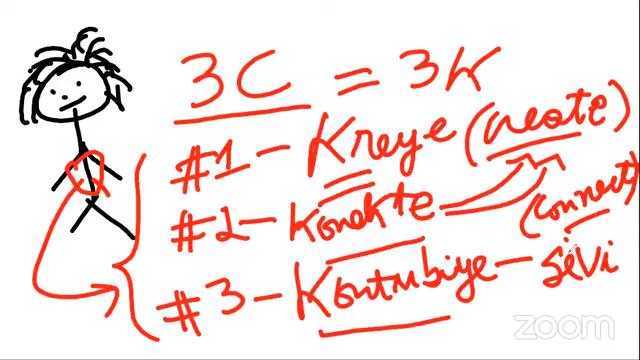 3C = 3K
#1 - Kreye (create)
#2 - Konekte (connect)
#3 - Kontribiye - sèvi
zoom